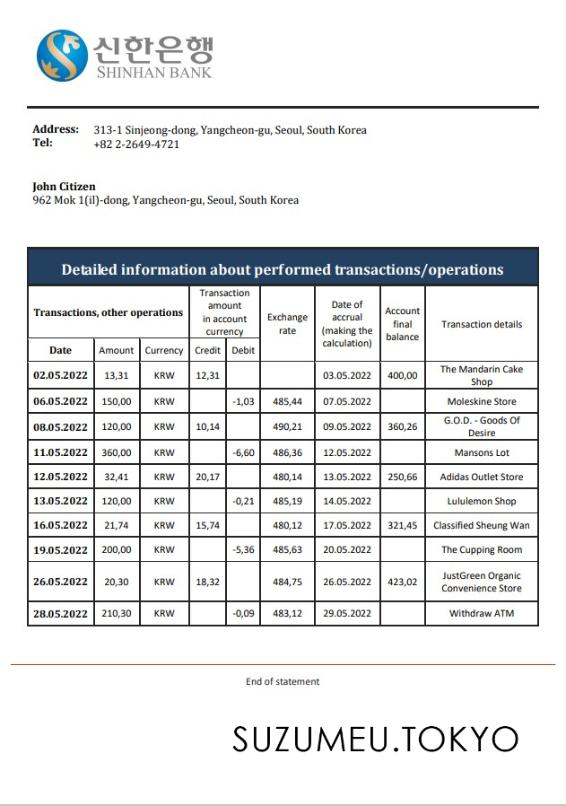 신한은행
SHINHAN BANK
Address: 313-1 Sinjeong-dong, Yangcheon-gu, Seoul, South Korea
Tel: +82 2-2649-4721
John Citizen
962 Mok 1(il)-dong, Yangcheon-gu, Seoul, South Korea
Detailed information about performed transactions/operations
Transactions, other operations
Transaction
amount
in account
currency
Exchange
rate
Date of
accrual
(making the
calculation)
Account
final
balance
Transaction details
Date Amount Currency Credit Debit
02.05.2022 13,31 KRW 12,31 03.05.2022 400,00 The Mandarin Cake
Shop
06.05.2022 150,00 KRW -1,03 485,44 07.05.2022 Moleskine Store
08.05.2022 120,00 KRW 10,14 490,21 09.05.2022 360,26 G.O.D. - Goods Of
Desire
11.05.2022 360,00 KRW -6,60 486,36 12.05.2022 Mansons Lot
12.05.2022 32,41 KRW 20,17 480,14 13.05.2022 250,66 Adidas Outlet Store
13.05.2022 120,00 KRW -0,21 485,19 14.05.2022 Lululemon Shop
16.05.2022 21,74 KRW 15,74 480,12 17.05.2022 321,45 Classified Sheung Wan
19.05.2022 200,00 KRW -5,36 485,63 20.05.2022 The Cupping Room
26.05.2022 20,30 KRW 18,32 484,75 26.05.2022 423,02 JustGreen Organic
Convenience Store
28.05.2022 210,30 KRW -0,09 483,12 29.05.2022 Withdraw ATM
End of statement
SUZUMEU.TOKYO